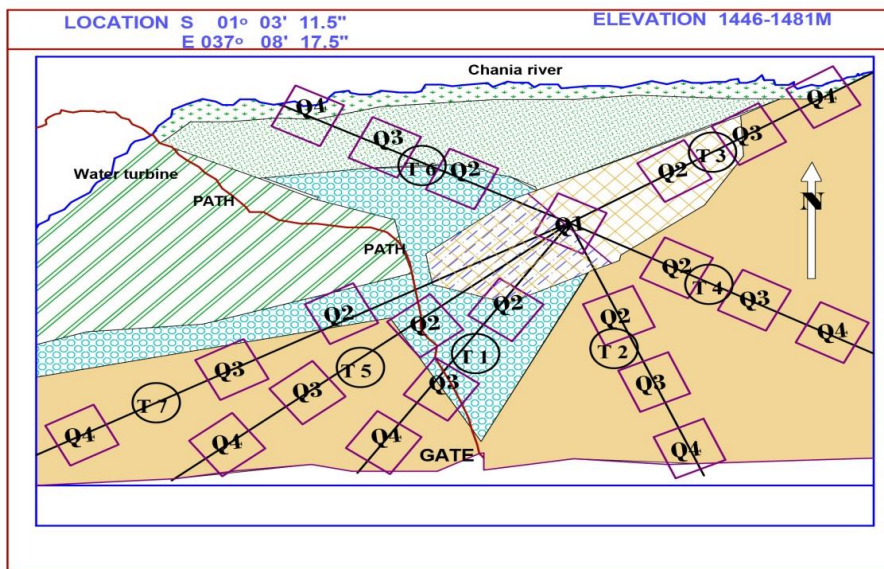 LOCATION S 01o 03' 11.5" ELEVATION 1446-1481M
E 037o 08' 17.5"
Chania river
Q4 Q4
Q3 Q3
T 6 Q2 Q2 T 3
Water turbine
PATH
N
Q1
PATH
Q2 T 4 Q3 Q4
Q2 Q2 Q2 Q2
T 1 T 2
Q3 T 5 Q3 Q3 Q3
T 7
Q4 Q4 Q4 Q4
GATE